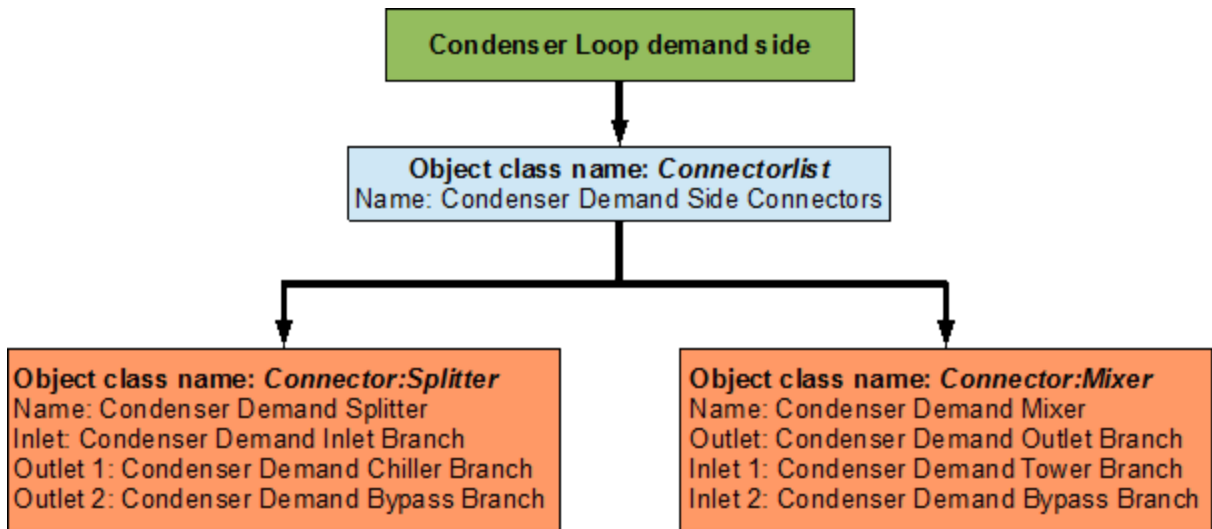 Condenser Loop demand side
Object class name: Connectorlist
Name: Condenser Demand Side Connectors
Object class name: Connector:Splitter
Name: Condenser Demand Splitter
Inlet: Condenser Demand Inlet Branch
Outlet 1: Condenser Demand Chiller Branch
Outlet 2: Condenser Demand Bypass Branch
Object class name: Connector:Mixer
Name: Condenser Demand Mixer
Outlet: Condenser Demand Outlet Branch
Inlet 1: Condenser Demand Tower Branch
Inlet 2: Condenser Demand Bypass Branch